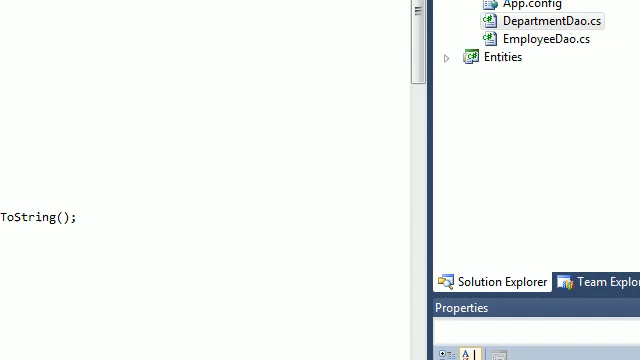 App.config
DepartmentDao.cs
EmployeeDao.cs
Entities
ToString();
Solution Explorer
Team Explor
Properties